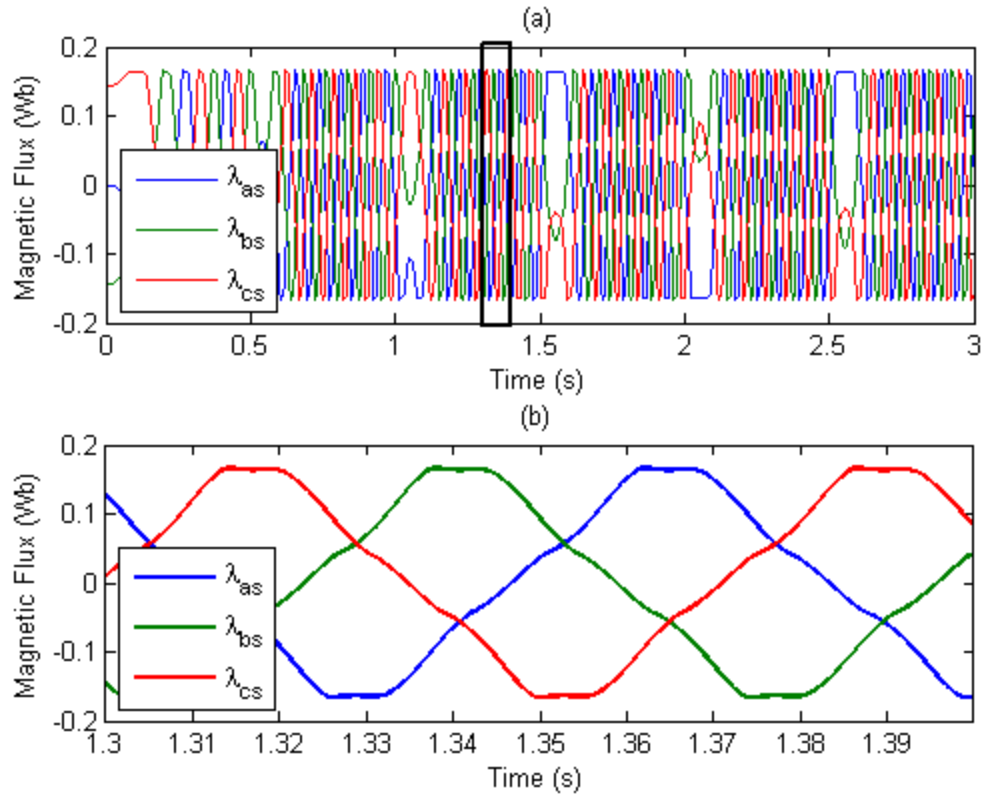 (a)
Magnetic Flux (Wb)
0.2
0.1
0
-0.1
-0.2
λas
λbs
λcs
0 0.5 1 1.5 2 2.5 3
Time (s)
(b)
Magnetic Flux (Wb)
0.2
0.1
0
-0.1
-0.2
λas
λbs
λcs
1.3 1.31 1.32 1.33 1.34 1.35 1.36 1.37 1.38 1.39
Time (s)